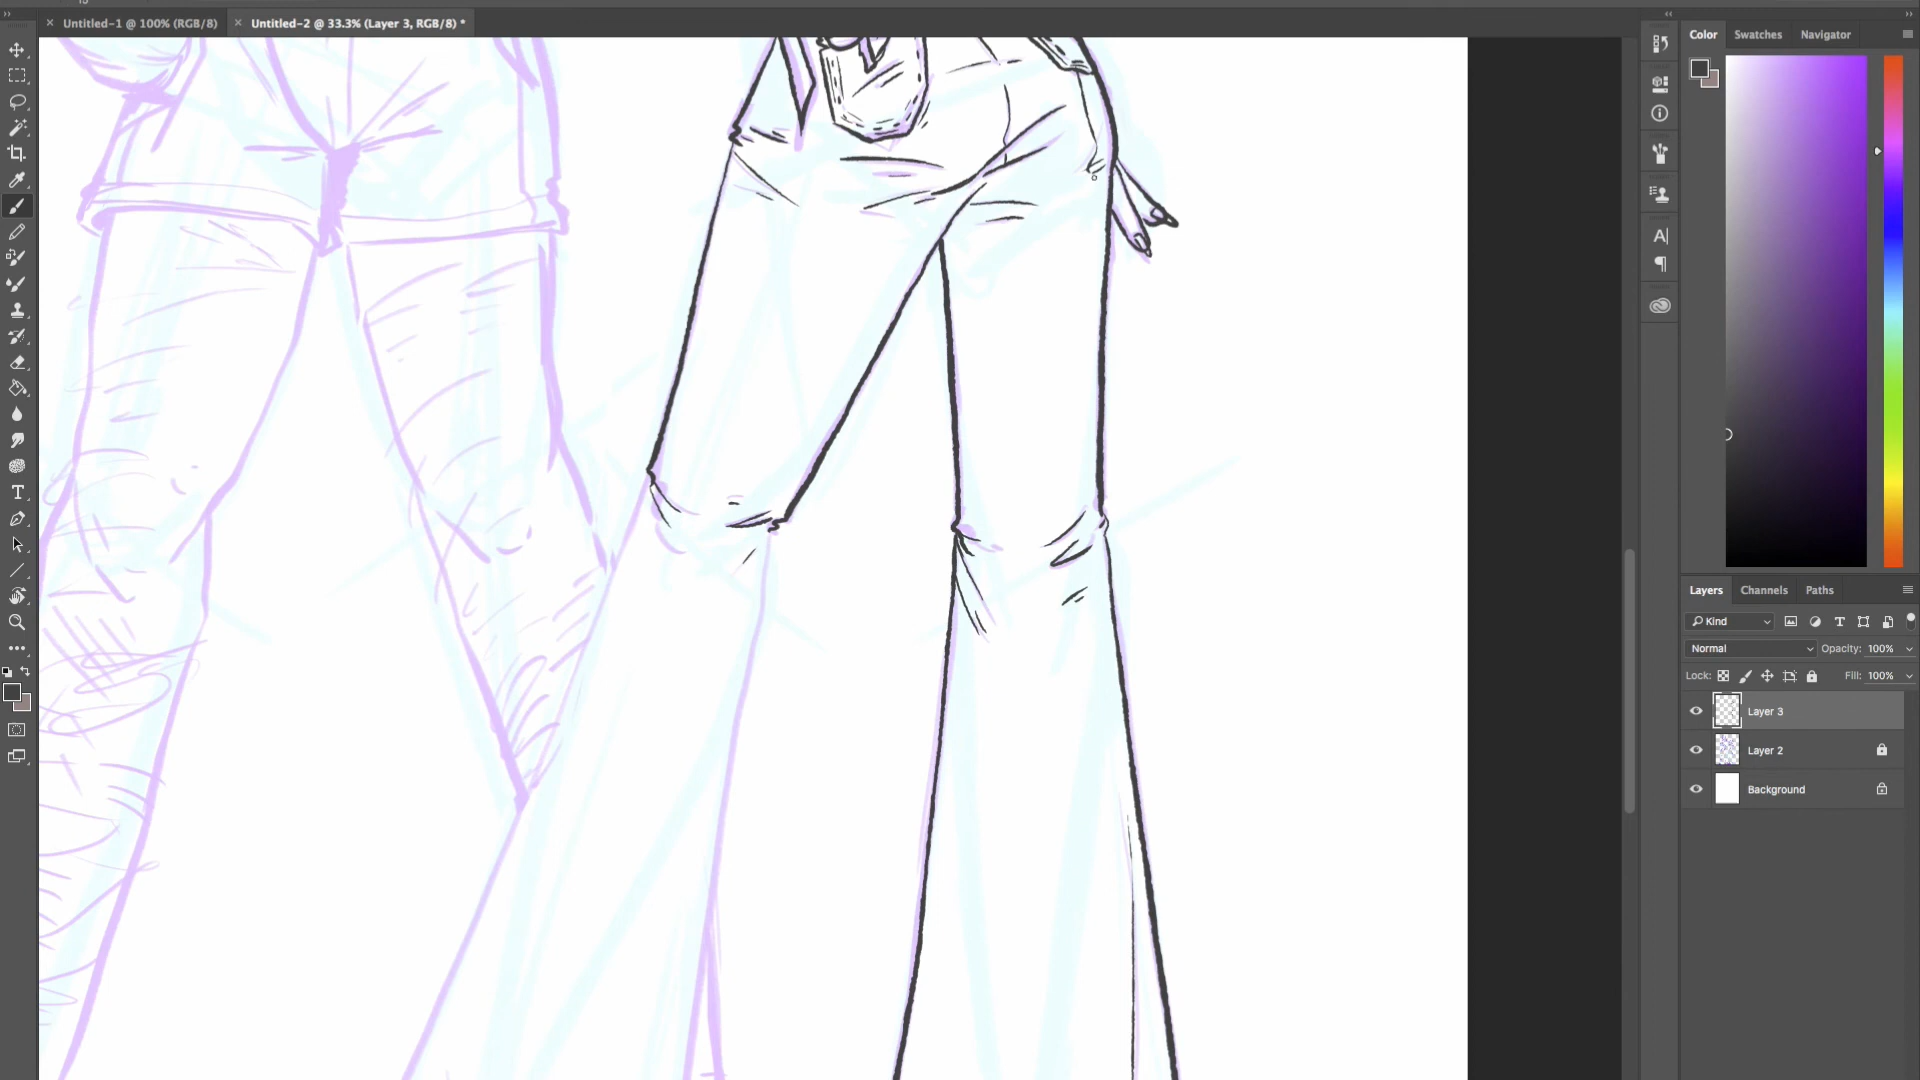 Untitled-1 @ 100% (RGB/8)
Untitled-2 @ 33.3% (Layer 3, RGB/8) *
Color
Swatches
Navigator
Layers
Channels
Paths
Kind
Normal
Opacity: 100%
Lock:
Fill: 100%
Layer 3
Layer 2
Background